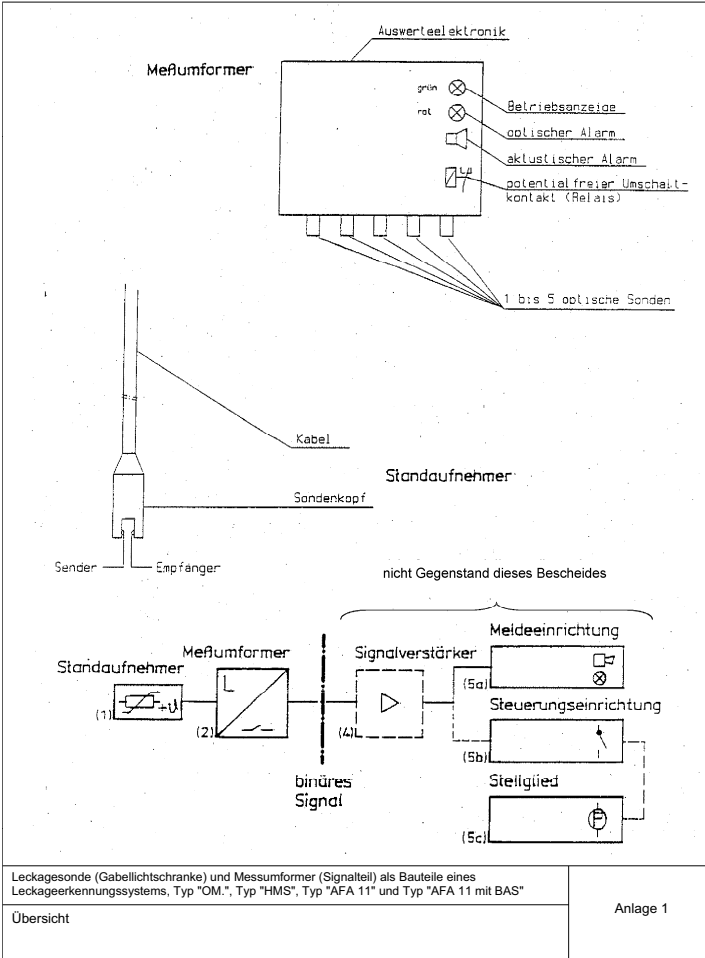 Auswerteelektronik
Meßumformer
grün
rot
Betriebsanzeige
optischer Alarm
aktustischer Alarm
potentialfreier Umschalt-
kontakt (Relais)
1 bis 5 optische Sonden
Kabel
Standaufnehmer
Sondenkopf
Sender
Empfänger
nicht Gegenstand dieses Bescheides
Meldeeinrichtung
Meßumformer
Signalverstärker
Standaufnehmer
(5a)
Steuerungseinrichtung
(1)
(2)
(4)
(5b)
binäres
Signal
Stellglied
(5c)
Leckagesonde (Gabellichtschranke) und Messumformer (Signalteil) als Bauteile eines
Leckageerkennungssystems, Typ "OM.", Typ "HMS", Typ "AFA 11" und Typ "AFA 11 mit BAS"
Anlage 1
Übersicht